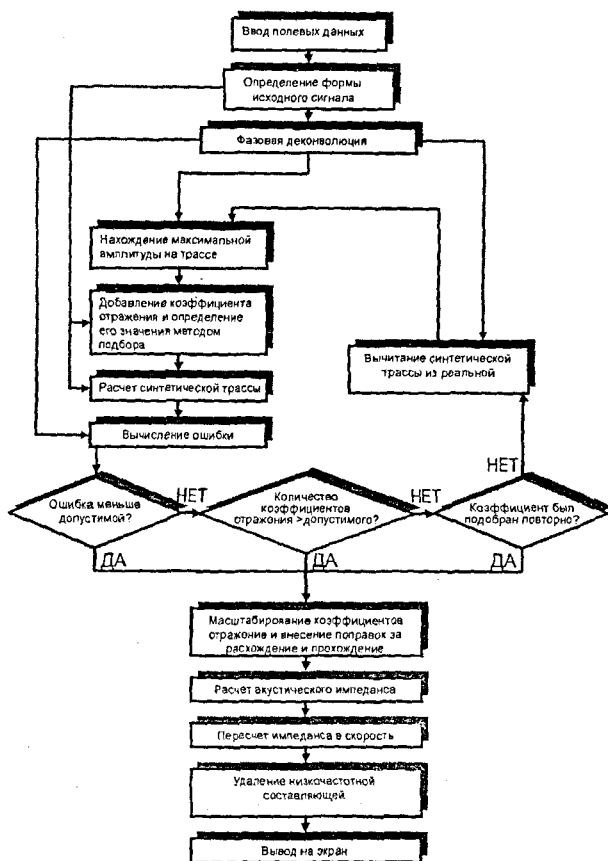 Ввод полевых данных
Определение формы
исходного сигнала
Фазовая деконволюция
Нахождение максимальной
амплитуды на трассе
Добавление коэффициента
отражения и определение
его значения методом
подбора
Расчет синтетической трассы
Вычисление ошибки
Вычитание синтетической
трассы из реальной
НЕТ
Ошибка меньше
допустимой?
НЕТ
Количество
коэффициентов
отражения >допустимого?
НЕТ
Коэффициент был
подобран повторно?
ДА
ДА
ДА
Масштабирование коэффициентов
отражение и внесение поправок за
расхождение и прохождение
Расчет акустического импеданса
Пересчет импеданса в скорость
Удаление низкочастотной
составляющей
Вывод на экран